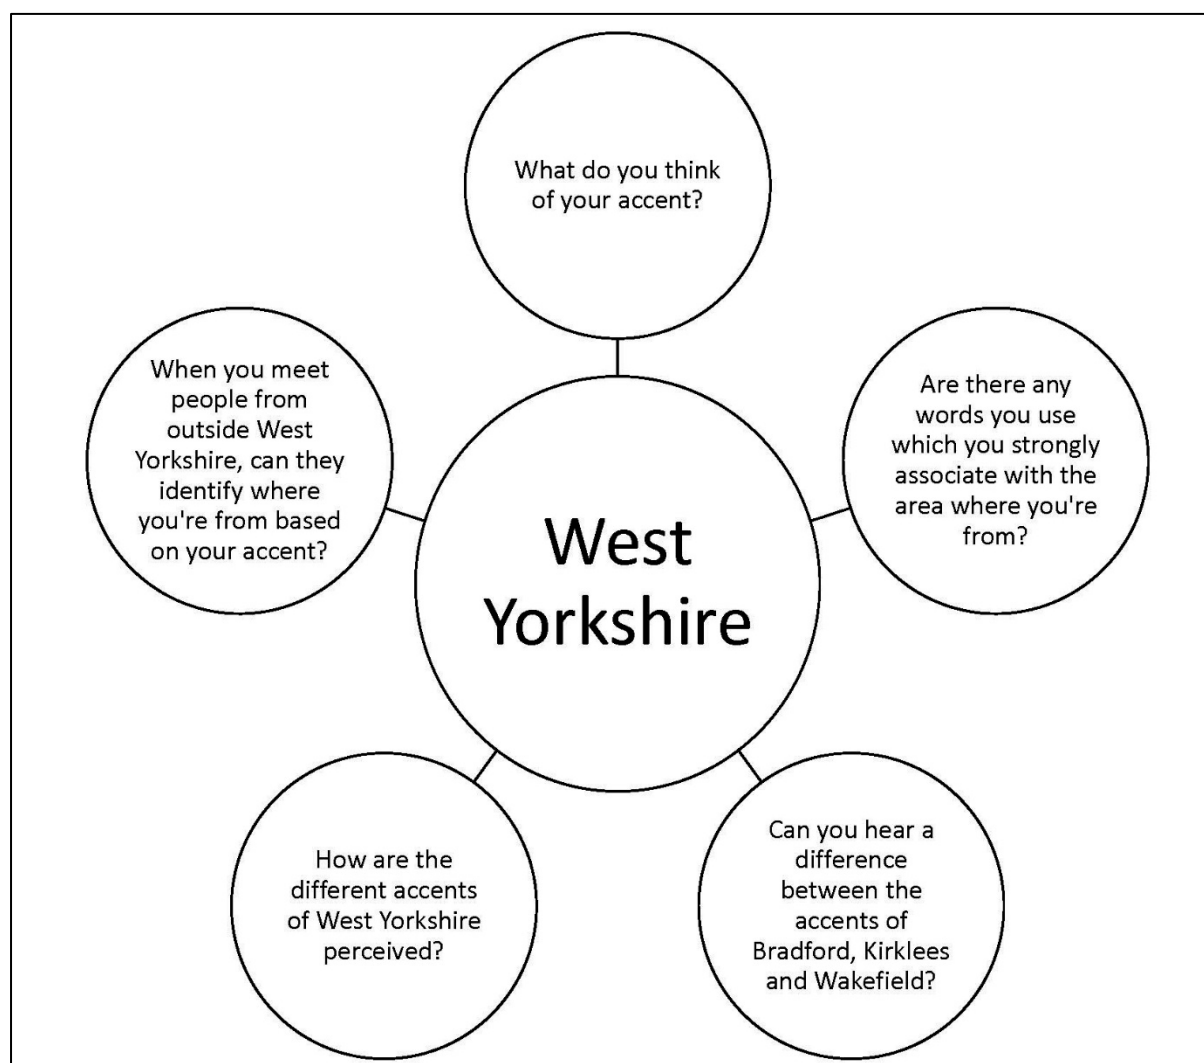 What do you think
of your accent?
When you meet
people from
outside West
Yorkshire, can they
identify where
you're from based
on your accent?
Are there any
words you use
which you strongly
associate with the
area where you're
from?
West
Yorkshire
How are the
different accents
of West Yorkshire
perceived?
Can you hear a
difference
between the
accents of
Bradford, Kirklees
and Wakefield?